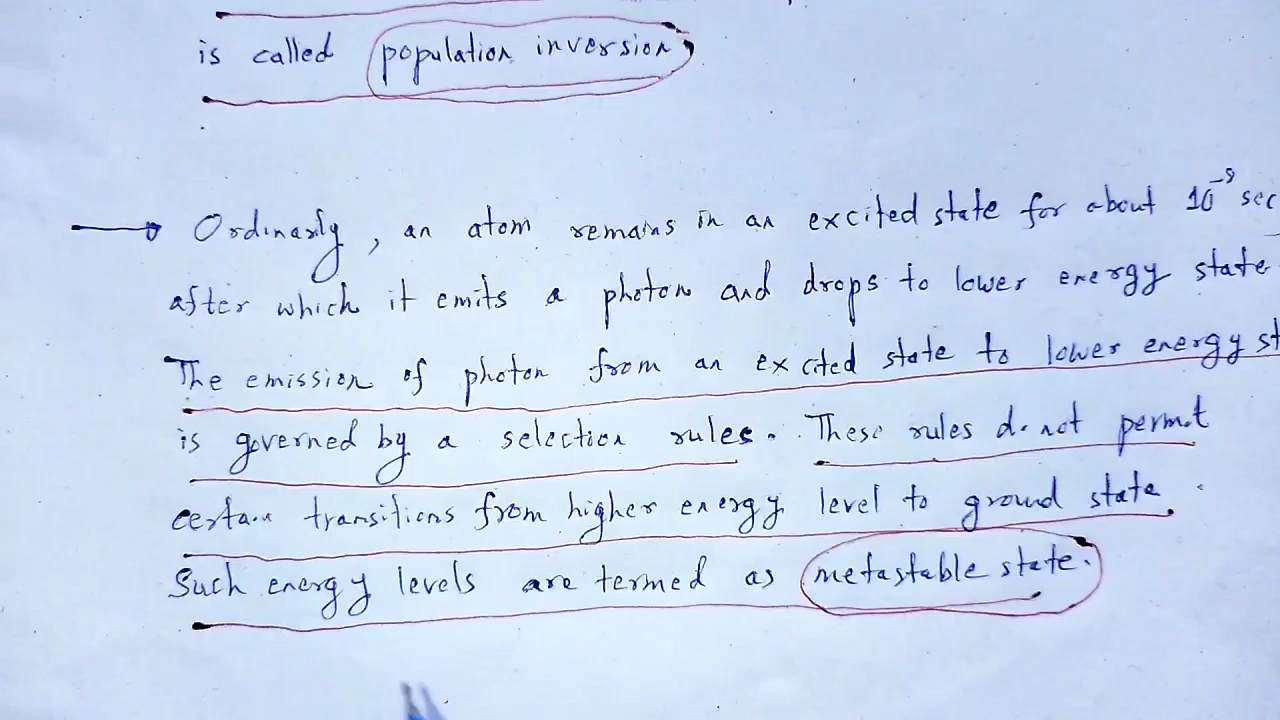 is called population inversion,
Ordinarily, an atom remains in an excited state for about 10⁻⁸ sec
after which it emits a photon and drops to lower energy state
The emission of photon from an excited state to lower energy st
is governed by a selection rules. These rules do not permit
certain transitions from higher energy level to ground state.
Such energy levels are termed as metastable state.